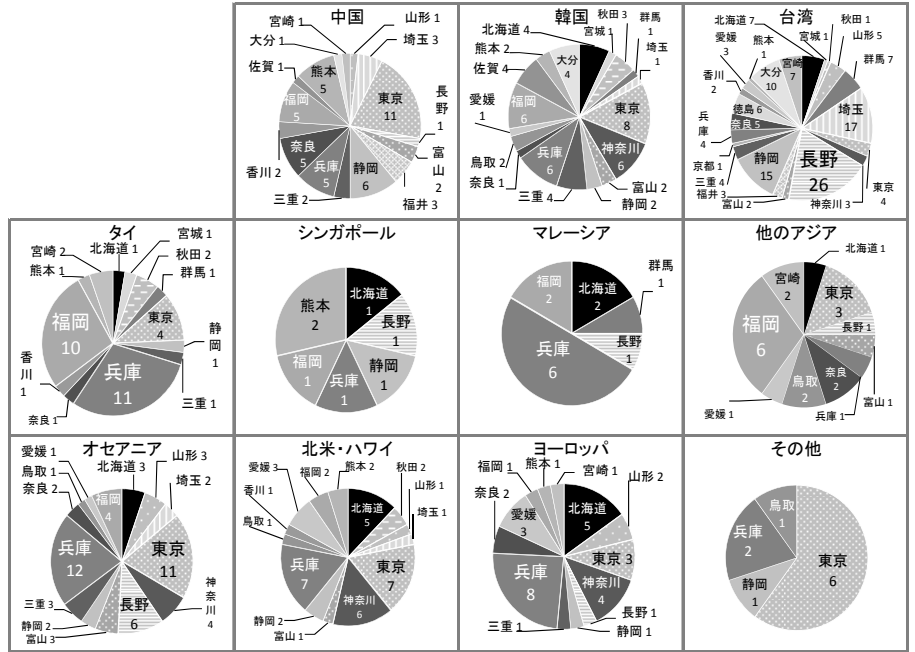 中国
宮崎 1
山形 1
大分 1
埼玉 3
佐賀 1
熊本 5
東京 11
福岡 5
長野 1
富山 2
奈良 5
香川 2
兵庫 5
静岡 6
三重 2
福井 3
韓国
北海道 4
秋田 3
宮城 1
群馬 1
熊本 2
大分 4
埼玉 1
佐賀 4
福岡 6
東京 8
愛媛 1
神奈川 6
鳥取 2
兵庫 6
奈良 1
富山 2
三重 4
静岡 2
台湾
北海道 7
秋田 1
宮城 1
山形 5
愛媛 3
熊本 1
宮崎 7
群馬 7
大分 10
香川 2
埼玉 17
徳島 6
兵庫 4
奈良 5
長野 26
京都 1
静岡 15
三重 4
東京 4
福井 3
富山 2
神奈川 3
タイ
宮崎 2
北海道 1
宮城 1
秋田 2
熊本 1
群馬 1
福岡 10
東京 4
静岡 1
香川 1
兵庫 11
奈良 1
三重 1
シンガポール
熊本 2
北海道 1
長野 1
福岡 1
兵庫 1
静岡 1
マレーシア
福岡 2
北海道 2
群馬 1
兵庫 6
長野 1
他のアジア
北海道 1
宮崎 2
東京 3
福岡 6
長野 1
奈良 2
鳥取 2
富山 1
愛媛 1
兵庫 1
オセアニア
愛媛 1
北海道 3
山形 3
鳥取 1
埼玉 2
奈良 2
福岡 4
兵庫 12
東京 11
神奈川 4
三重 3
長野 6
静岡 2
富山 3
北米・ハワイ
愛媛 3
福岡 2
熊本 2
秋田 2
山形 1
香川 1
北海道 5
埼玉 1
鳥取 1
兵庫 7
東京 7
神奈川 6
静岡 2
富山 1
ヨーロッパ
熊本 1
福岡 1
宮崎 1
山形 2
奈良 2
愛媛 3
北海道 5
東京 3
兵庫 8
神奈川 4
長野 1
三重 1
静岡 1
その他
鳥取 1
兵庫 2
東京 6
静岡 1